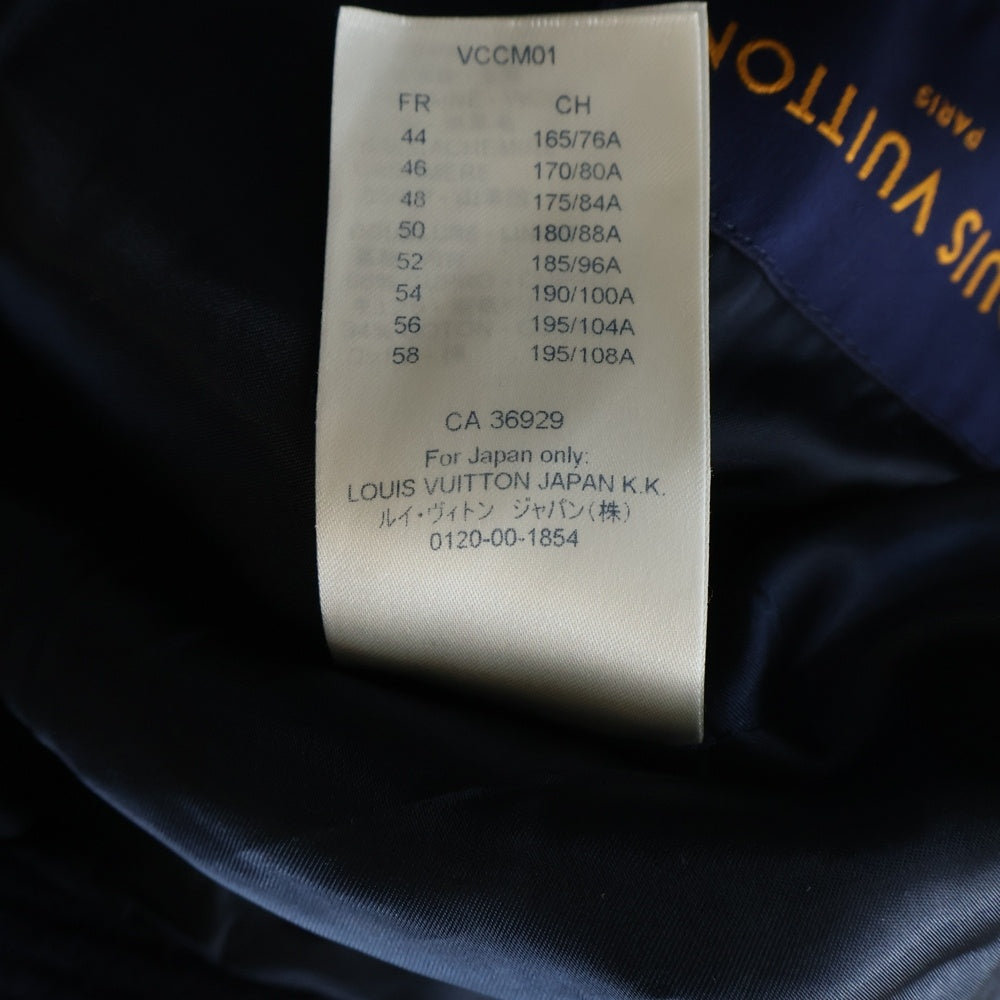 VCCM01
FR CH
44 165/76A
46 170/80A
48 175/84A
50 180/88A
52 185/96A
54 190/100A
56 195/104A
58 195/108A
CA 36929
For Japan only:
LOUIS VUITTON JAPAN K.K.
ルイ・ヴィトン ジャパン(株)
0120-00-1854
OUIS VUITTON
PARIS